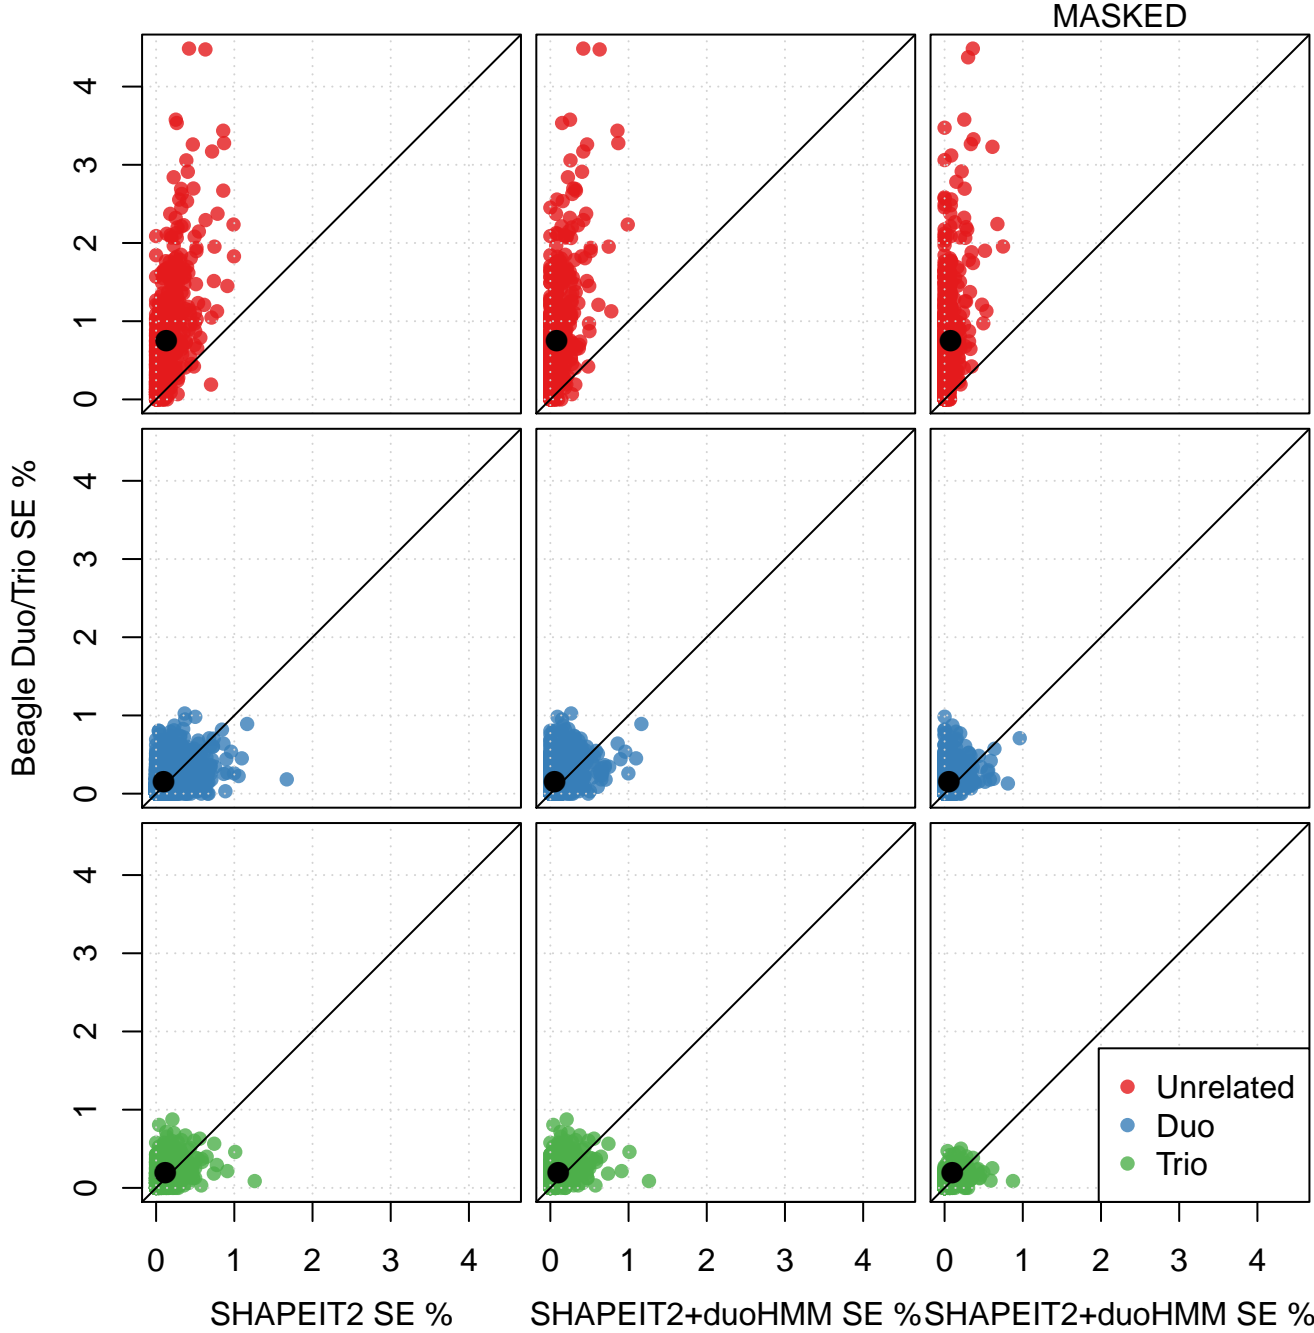 MASKED
Beagle Duo/Trio SE %
4
3
2
1
0
4
3
2
1
0
4
3
2
1
0
Unrelated
Duo
Trio
0 1 2 3 4 0 1 2 3 4 0 1 2 3 4
SHAPEIT2 SE % SHAPEIT2+duoHMM SE % SHAPEIT2+duoHMM SE %